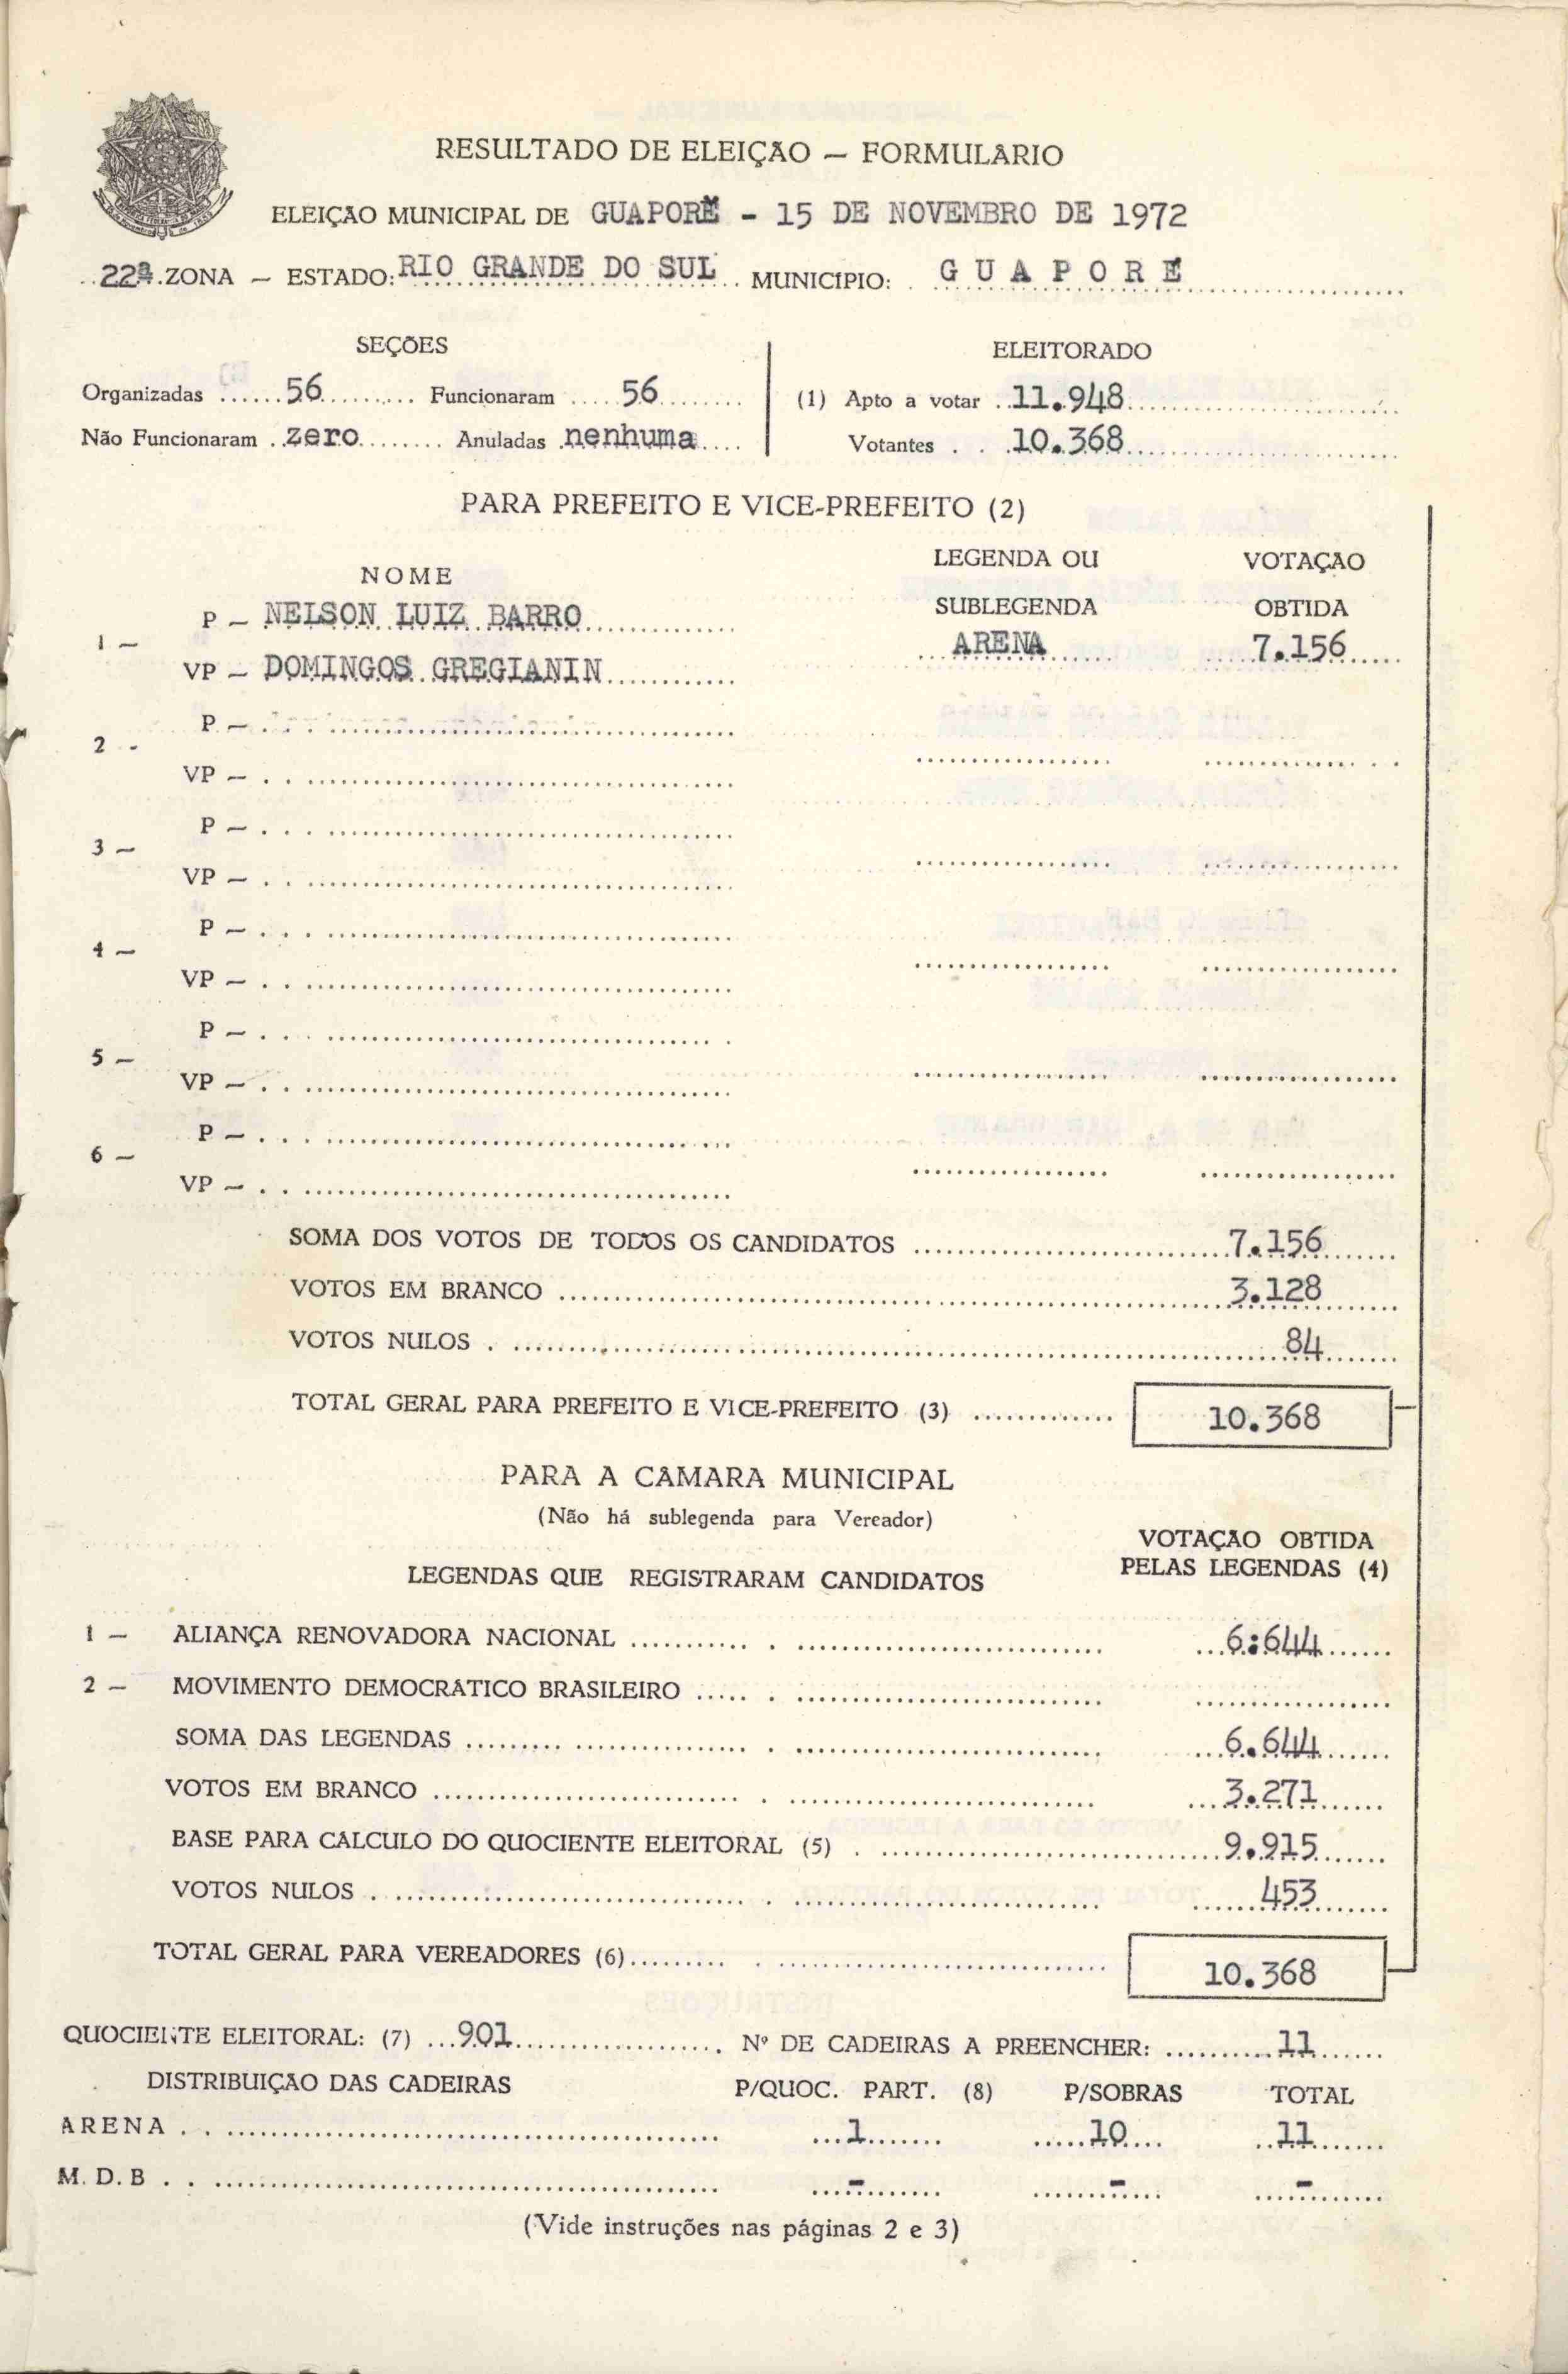 RESULTADO DE ELEIÇAO — FORMULARIO
ELEIÇAO MUNICIPAL DE GUAPORÉ - 15 DE NOVEMBRO DE 1972
22ª ZONA — ESTADO: RIO GRANDE DO SUL MUNICIPIO: G U A P O R É
SEÇÕES
ELEITORADO
Organizadas ......56.......... Funcionaram .....56.........
(1) Apto a votar ..11.948..............................
Não Funcionaram ..zero......... Anuladas .nenhuma....
Votantes . . .10.368..............................
PARA PREFEITO E VICE-PREFEITO (2)
NOME
LEGENDA OU SUBLEGENDA
VOTAÇAO OBTIDA
1 — P — NELSON LUIZ BARRO
ARENA 7.156
VP — DOMINGOS GREGIANIN
2 - P —
VP —
3 — P —
VP —
4 — P —
VP —
5 — P —
VP —
6 — P —
VP —
SOMA DOS VOTOS DE TODOS OS CANDIDATOS ..............................7.156........
VOTOS EM BRANCO ..............................3.128........
VOTOS NULOS . ..............................84........
TOTAL GERAL PARA PREFEITO E VICE-PREFEITO (3) .............. 10.368
PARA A CAMARA MUNICIPAL
(Não há sublegenda para Vereador)
LEGENDAS QUE REGISTRARAM CANDIDATOS
VOTAÇAO OBTIDA PELAS LEGENDAS (4)
1 — ALIANÇA RENOVADORA NACIONAL ........... . .............................. ...6:644.......
2 — MOVIMENTO DEMOCRATICO BRASILEIRO ..... . ..............................
SOMA DAS LEGENDAS ......... ................. . .............................. ...6.644.......
VOTOS EM BRANCO .............................. . .............................. ...3.271.......
BASE PARA CALCULO DO QUOCIENTE ELEITORAL (5) . ..............................9.915.......
VOTOS NULOS . .............................. . .............................. .......453........
TOTAL GERAL PARA VEREADORES (6)......... . .............................. 10.368
QUOCIENTE ELEITORAL: (7) ...901.................... Nº DE CADEIRAS A PREENCHER: ..........11.......
DISTRIBUIÇAO DAS CADEIRAS P/QUOC. PART. (8) P/SOBRAS TOTAL
ARENA . . .............................. ...1........ .....10.... ..11........
M. D. B . . .............................. - - -
(Vide instruções nas páginas 2 e 3)